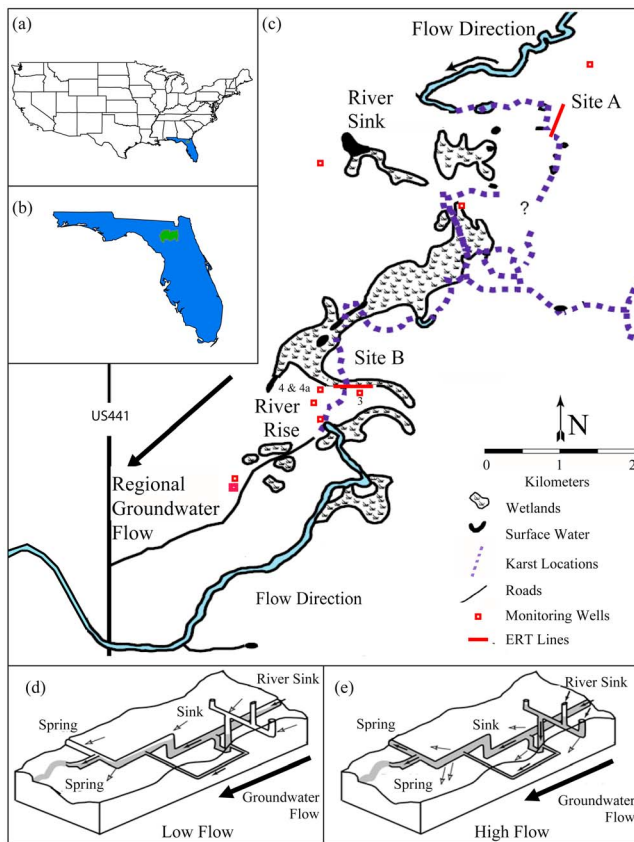 (a)
(b)
(c)
Flow Direction
River
Sink
Site A
?
Site B
4 & 4a
3
River
Rise
US441
N
Regional
Groundwater
Flow
0 1 2
Kilometers
Wetlands
Surface Water
Karst Locations
Roads
Monitoring Wells
ERT Lines
Flow Direction
(d)
River Sink
Sink
Spring
Spring
Groundwater
Flow
Low Flow
(e)
River Sink
Sink
Spring
Spring
Groundwater
Flow
High Flow